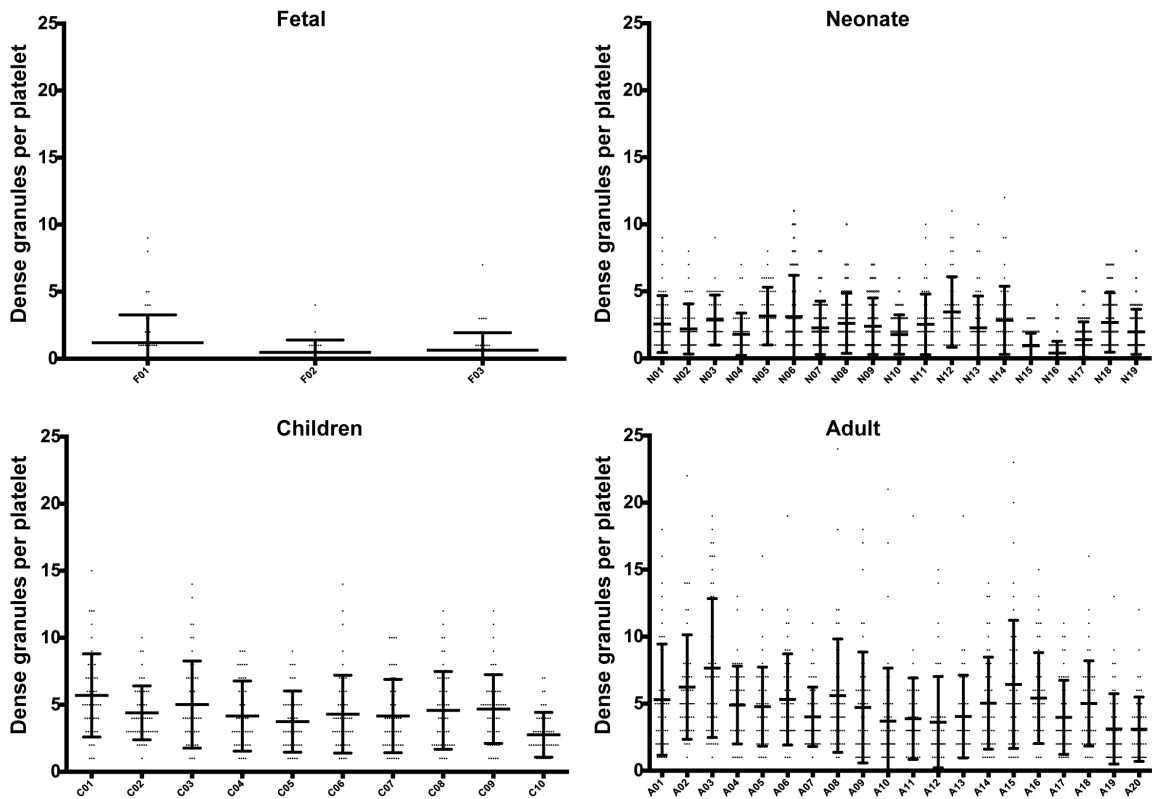 Fetal
Dense granules per platelet
25
20
15
10
5
0
F01 F02 F03
Neonate
Dense granules per platelet
25
20
15
10
5
0
N01 N02 N03 N04 N05 N06 N07 N08 N09 N10 N11 N12 N13 N14 N15 N16 N17 N18 N19
Children
Dense granules per platelet
25
20
15
10
5
0
C01 C02 C03 C04 C05 C06 C07 C08 C09 C10
Adult
Dense granules per platelet
25
20
15
10
5
0
A01 A02 A03 A04 A05 A06 A07 A08 A09 A10 A11 A12 A13 A14 A15 A16 A17 A18 A19 A20